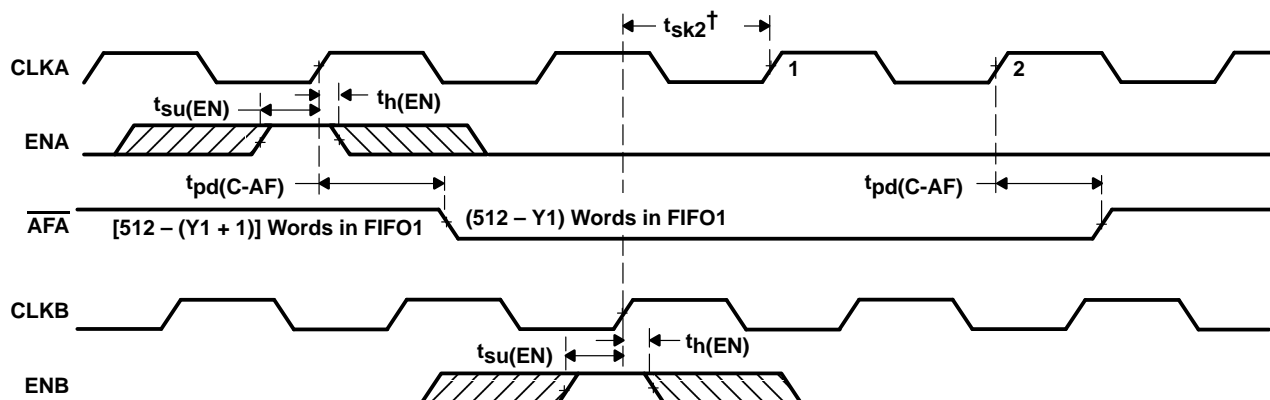 tsk2†
CLKA
1
2
tsu(EN)
th(EN)
ENA
tpd(C-AF)
tpd(C-AF)
AFA
[512 – (Y1 + 1)] Words in FIFO1
(512 – Y1) Words in FIFO1
CLKB
tsu(EN)
th(EN)
ENB